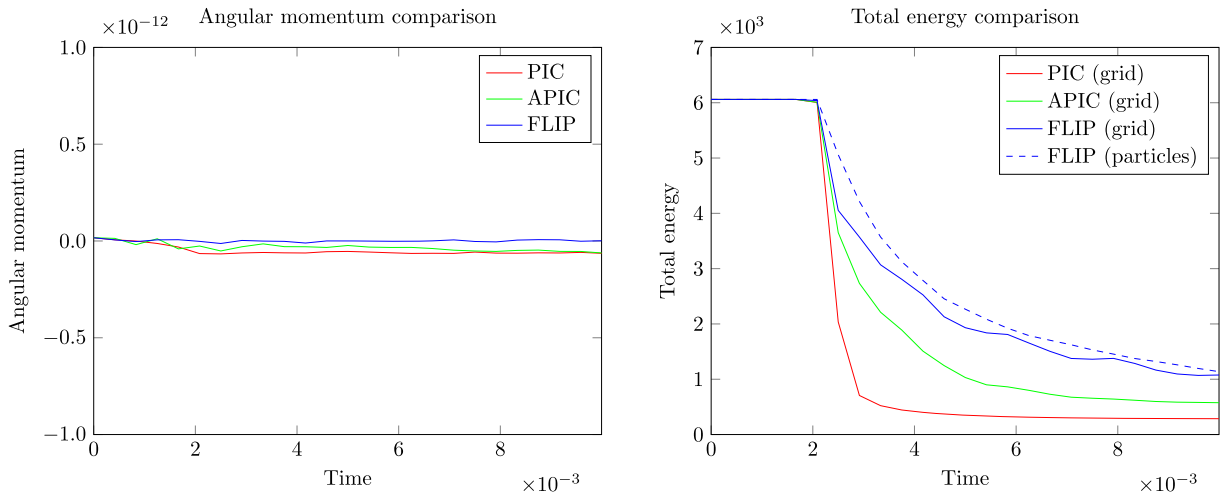 Angular momentum comparison
×10−12
1.0
0.5
0.0
−0.5
−1.0
Angular momentum
PIC
APIC
FLIP
0 2 4 6 8
Time
×10−3
Total energy comparison
×103
7
6
5
4
3
2
1
0
Total energy
PIC (grid)
APIC (grid)
FLIP (grid)
FLIP (particles)
0 2 4 6 8
Time
×10−3